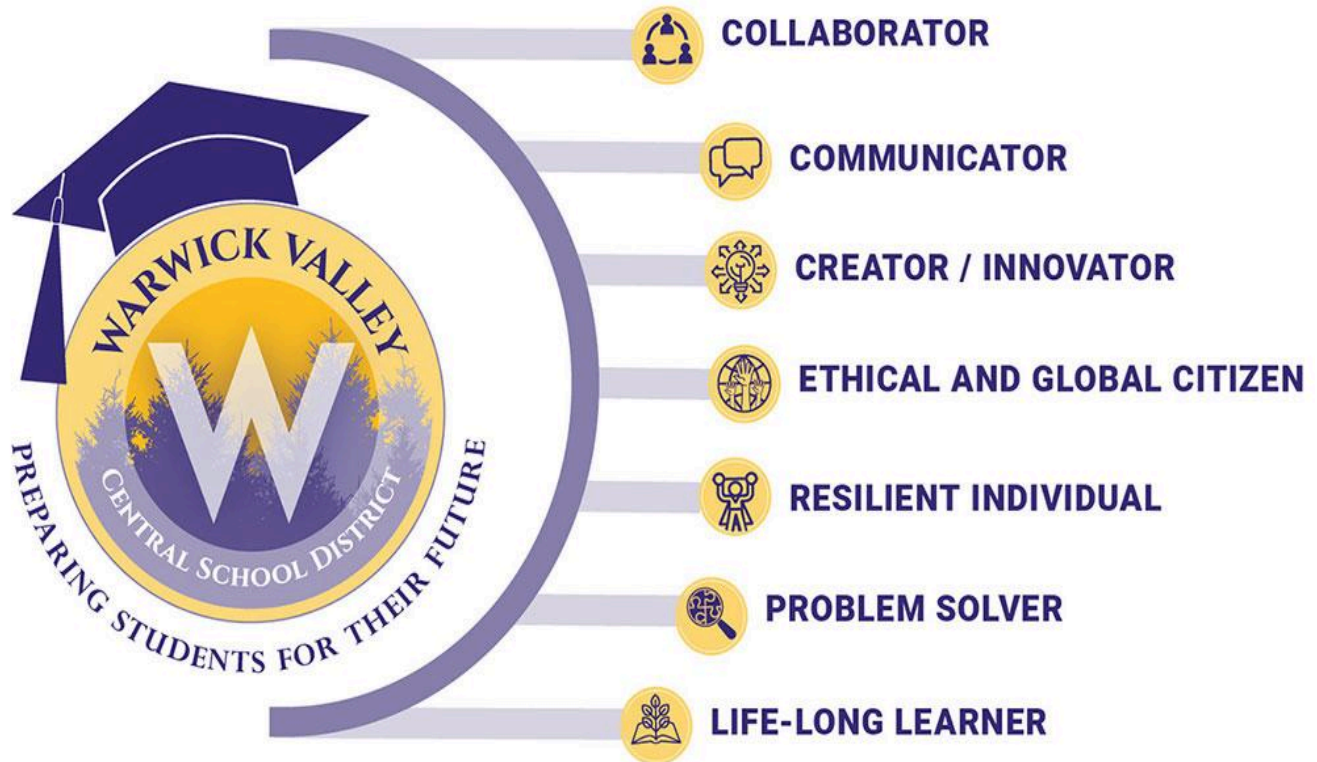 WARWICK VALLEY
W
CENTRAL SCHOOL DISTRICT
PREPARING STUDENTS FOR THEIR FUTURE
COLLABORATOR
COMMUNICATOR
CREATOR / INNOVATOR
ETHICAL AND GLOBAL CITIZEN
RESILIENT INDIVIDUAL
PROBLEM SOLVER
LIFE-LONG LEARNER